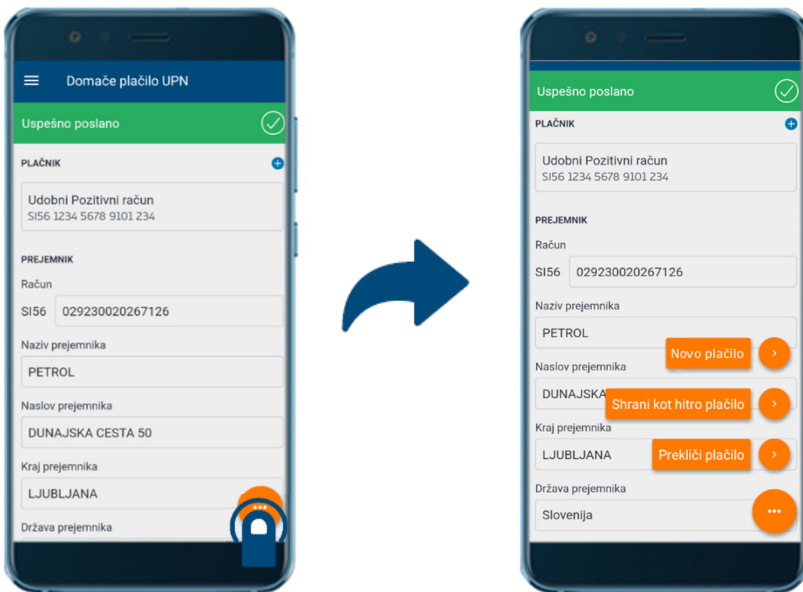 Domače plačilo UPN
Uspešno poslano
PLAČNIK
Udobni Pozitivni račun
SI56 1234 5678 9101 234
PREJEMNIK
Račun
SI56 029230020267126
Naziv prejemnika
PETROL
Naslov prejemnika
DUNAJSKA CESTA 50
Kraj prejemnika
LJUBLJANA
Država prejemnika
Uspešno poslano
PLAČNIK
Udobni Pozitivni račun
SI56 1234 5678 9101 234
PREJEMNIK
Račun
SI56 029230020267126
Naziv prejemnika
PETROL
Novo plačilo
Naslov prejemnika
DUNAJSKA
Shrani kot hitro plačilo
Kraj prejemnika
LJUBLJANA
Prekliči plačilo
Država prejemnika
Slovenija